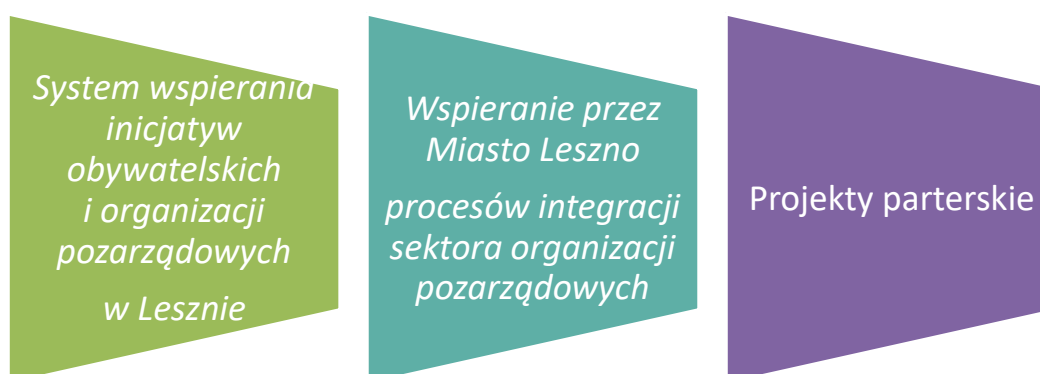 System wspierania
inicjatyw
obywatelskich
i organizacji
pozarządowych
w Lesznie
Wspieranie przez
Miasto Leszno
procesów integracji
sektora organizacji
pozarządowych
Projekty parterskie